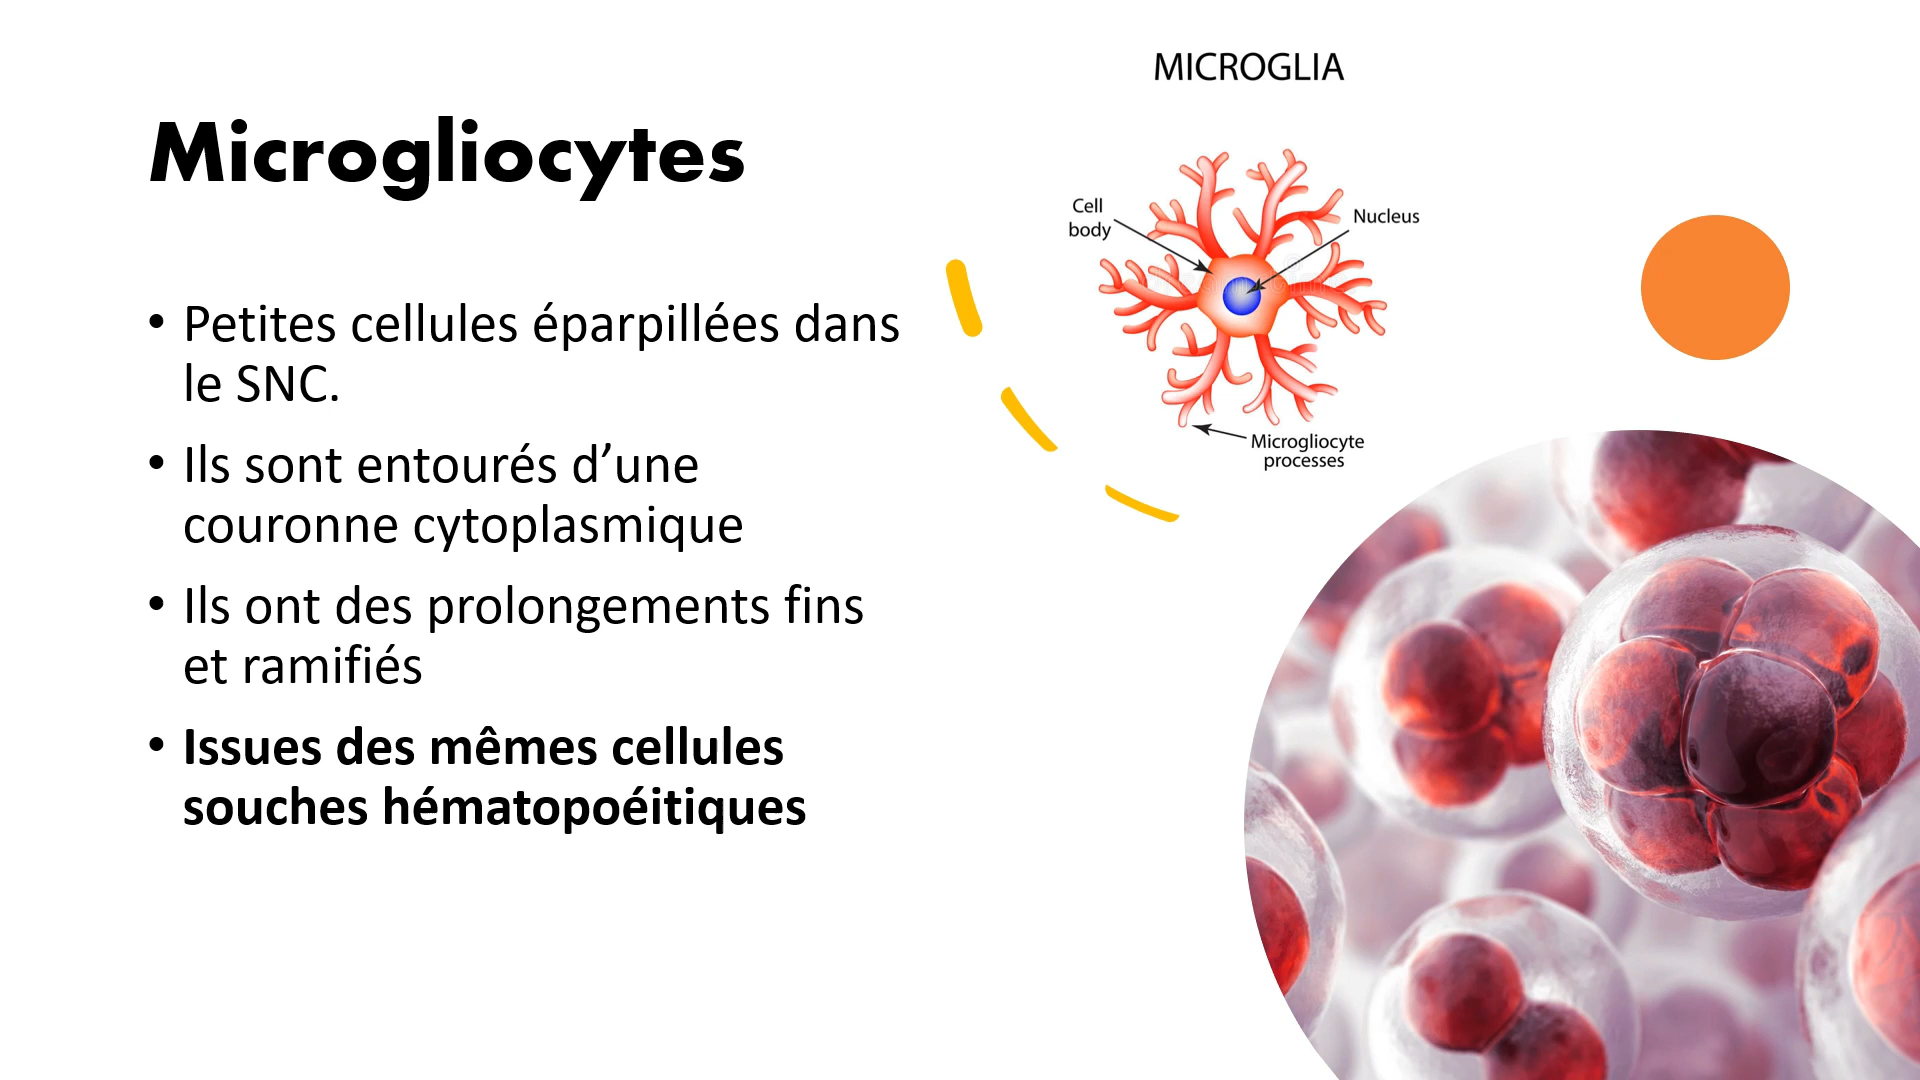 Microgliocytes
• Petites cellules éparpillées dans
le SNC.
• Ils sont entourés d’une
couronne cytoplasmique
• Ils ont des prolongements fins
et ramifiés
• Issues des mêmes cellules
souches hématopoéitiques
MICROGLIA
Cell
body
Nucleus
Microgliocyte
processes